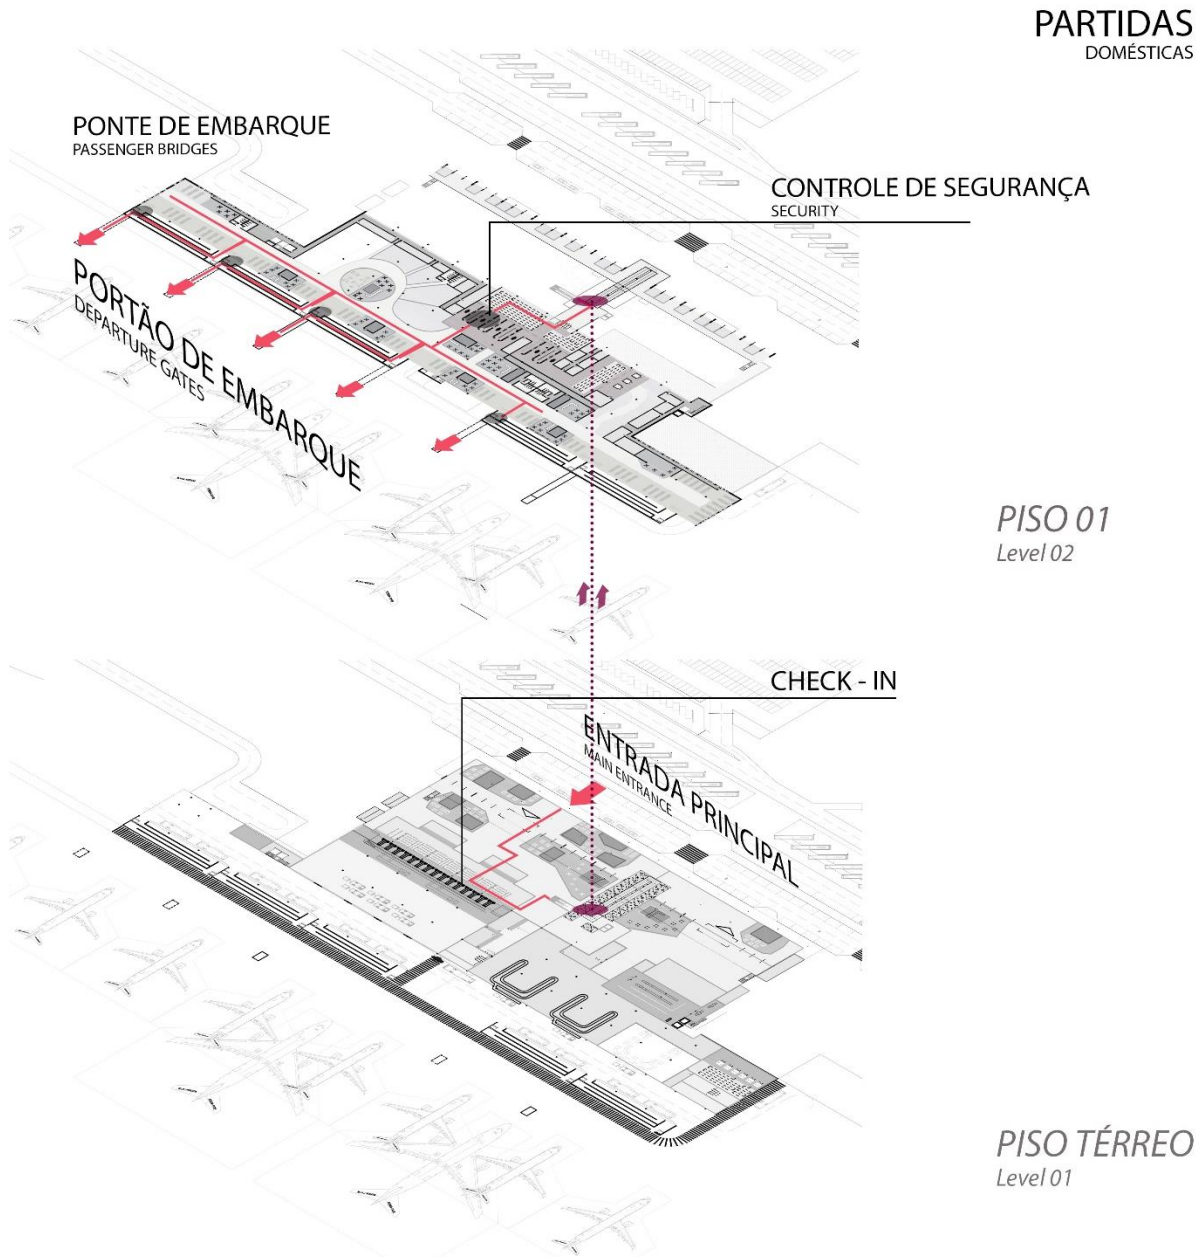 PARTIDAS
DOMÉSTICAS
PONTE DE EMBARQUE
PASSENGER BRIDGES
CONTROLE DE SEGURANÇA
SECURITY
PORTÃO DE EMBARQUE
DEPARTURE GATES
PISO 01
Level 02
CHECK - IN
ENTRADA PRINCIPAL
MAIN ENTRANCE
PISO TÉRREO
Level 01